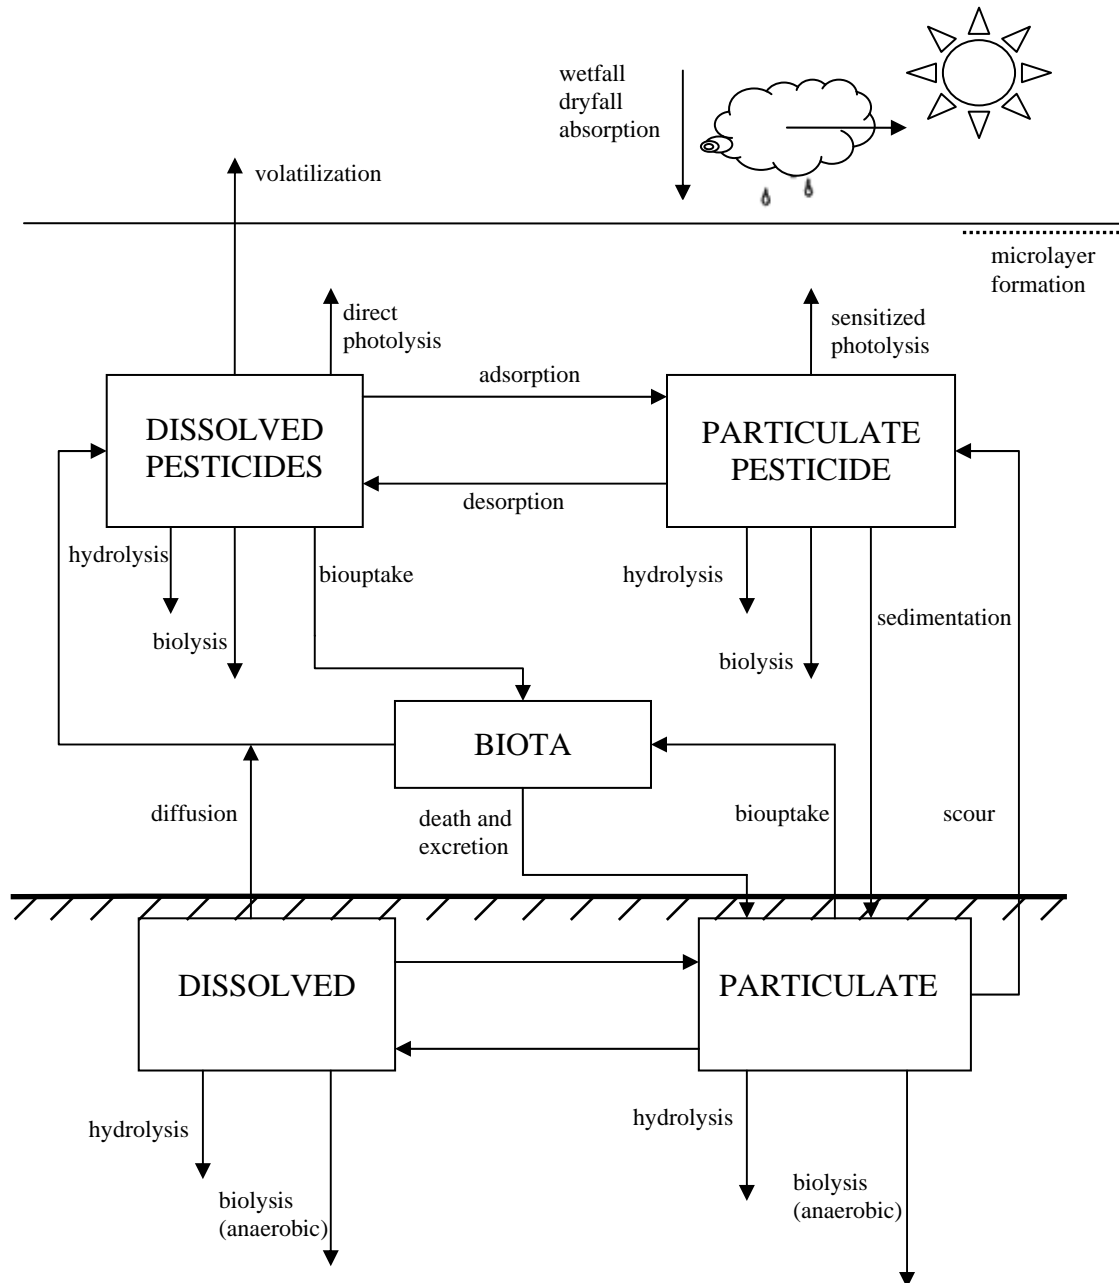 wetfall
dryfall
absorption
volatilization
microlayer
formation
direct
photolysis
sensitized
photolysis
adsorption
DISSOLVED
PESTICIDES
PARTICULATE
PESTICIDE
desorption
hydrolysis
biouptake
hydrolysis
sedimentation
biolysis
biolysis
BIOTA
diffusion
death and
excretion
biouptake
scour
DISSOLVED
PARTICULATE
hydrolysis
hydrolysis
biolysis
(anaerobic)
biolysis
(anaerobic)